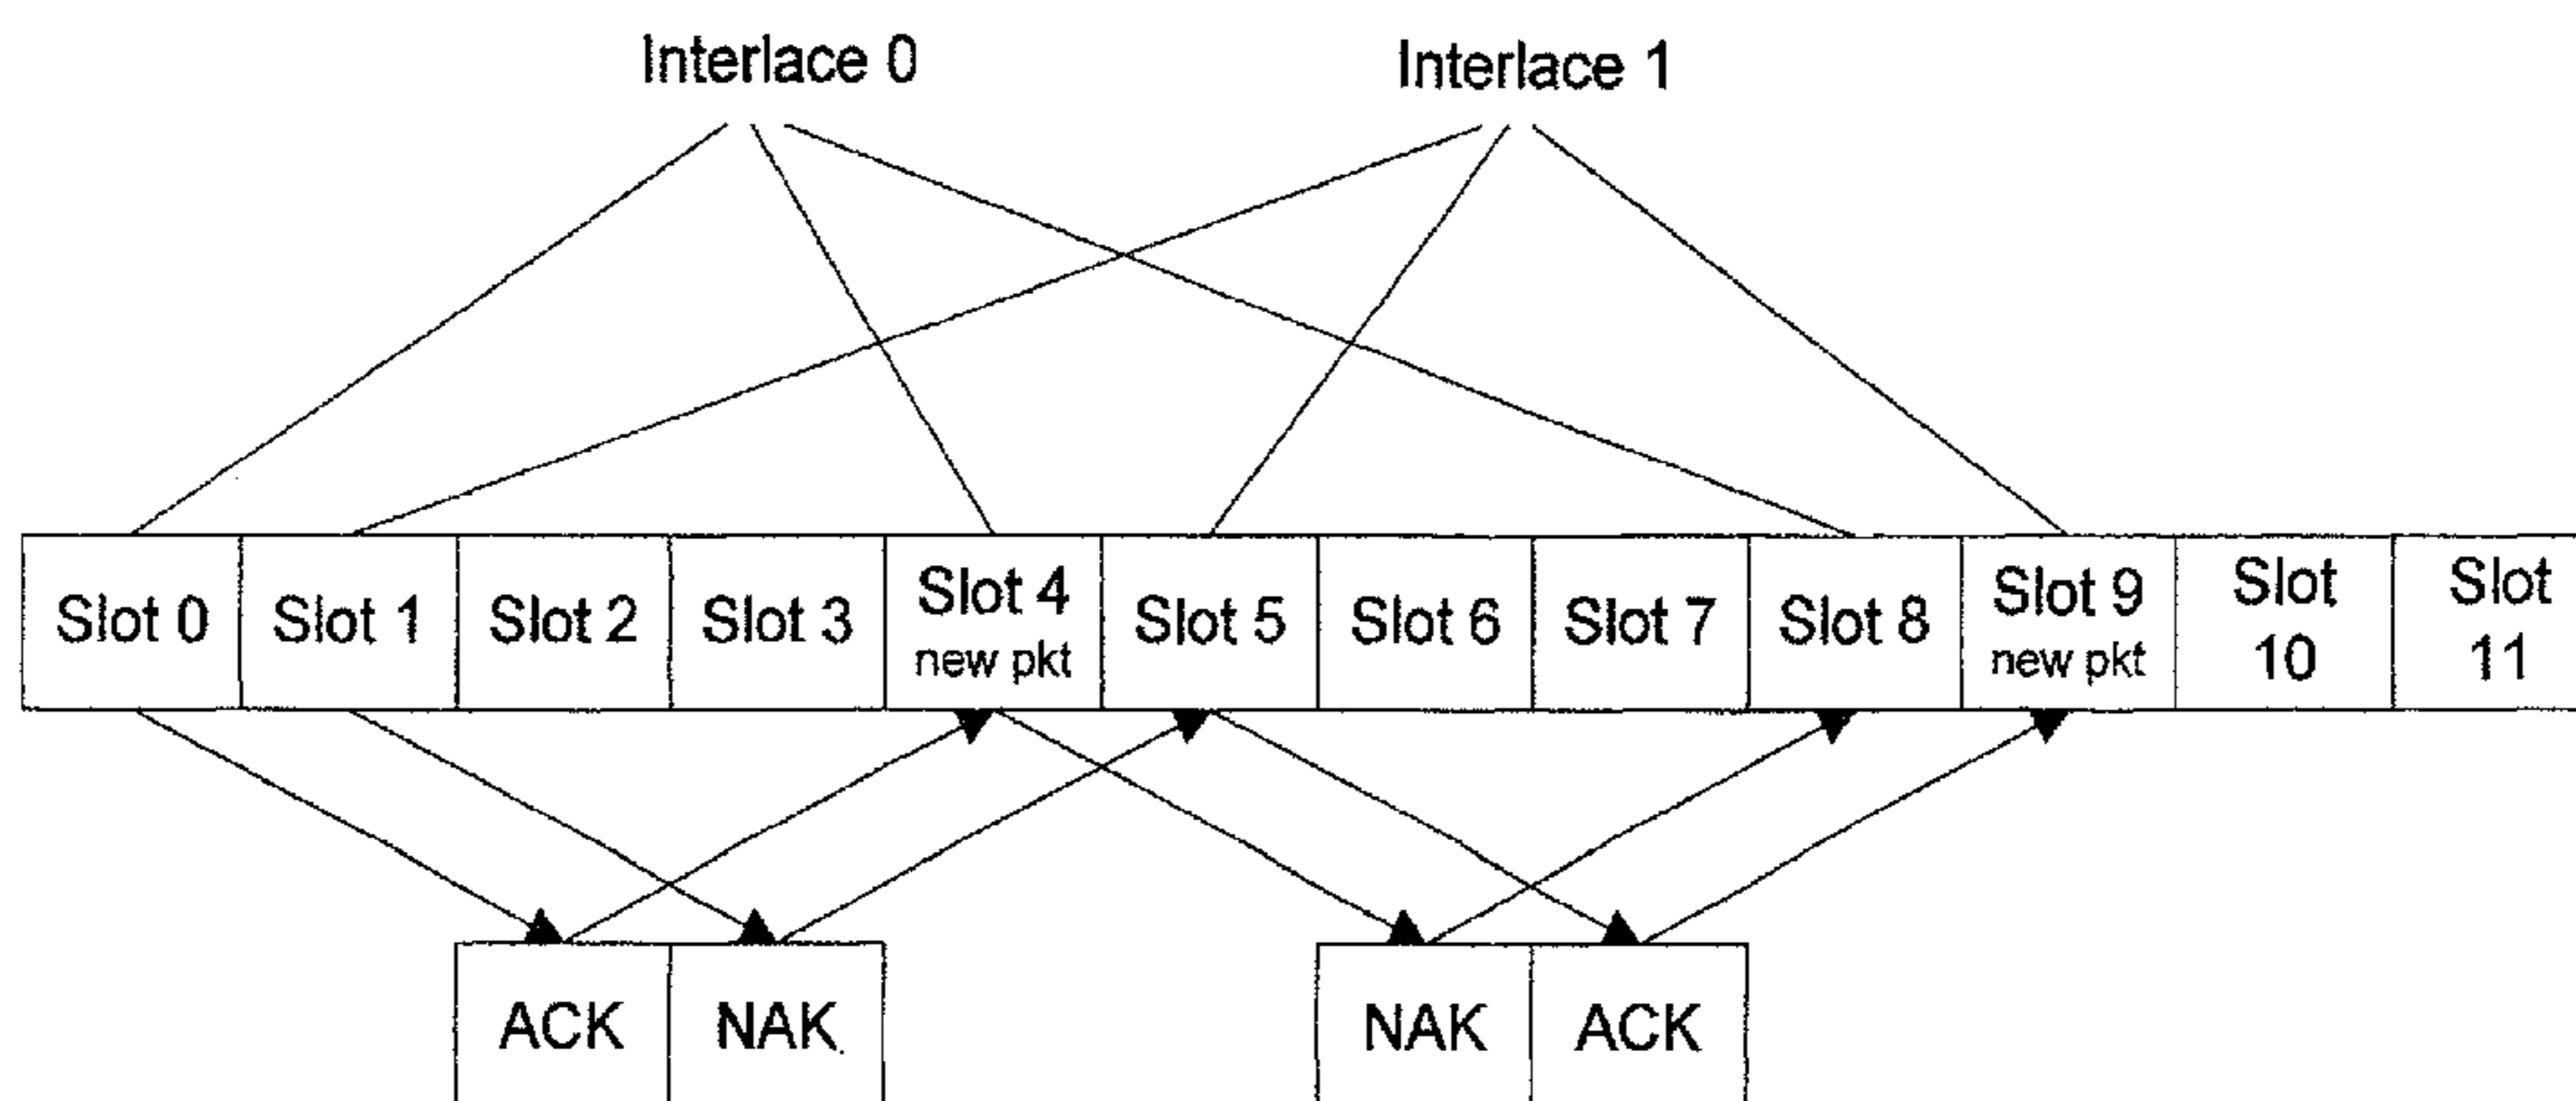 Interlace 0
Interlace 1
Slot 0
Slot 1
Slot 2
Slot 3
Slot 4
new pkt
Slot 5
Slot 6
Slot 7
Slot 8
Slot 9
new pkt
Slot
10
Slot
11
ACK
NAK
NAK
ACK